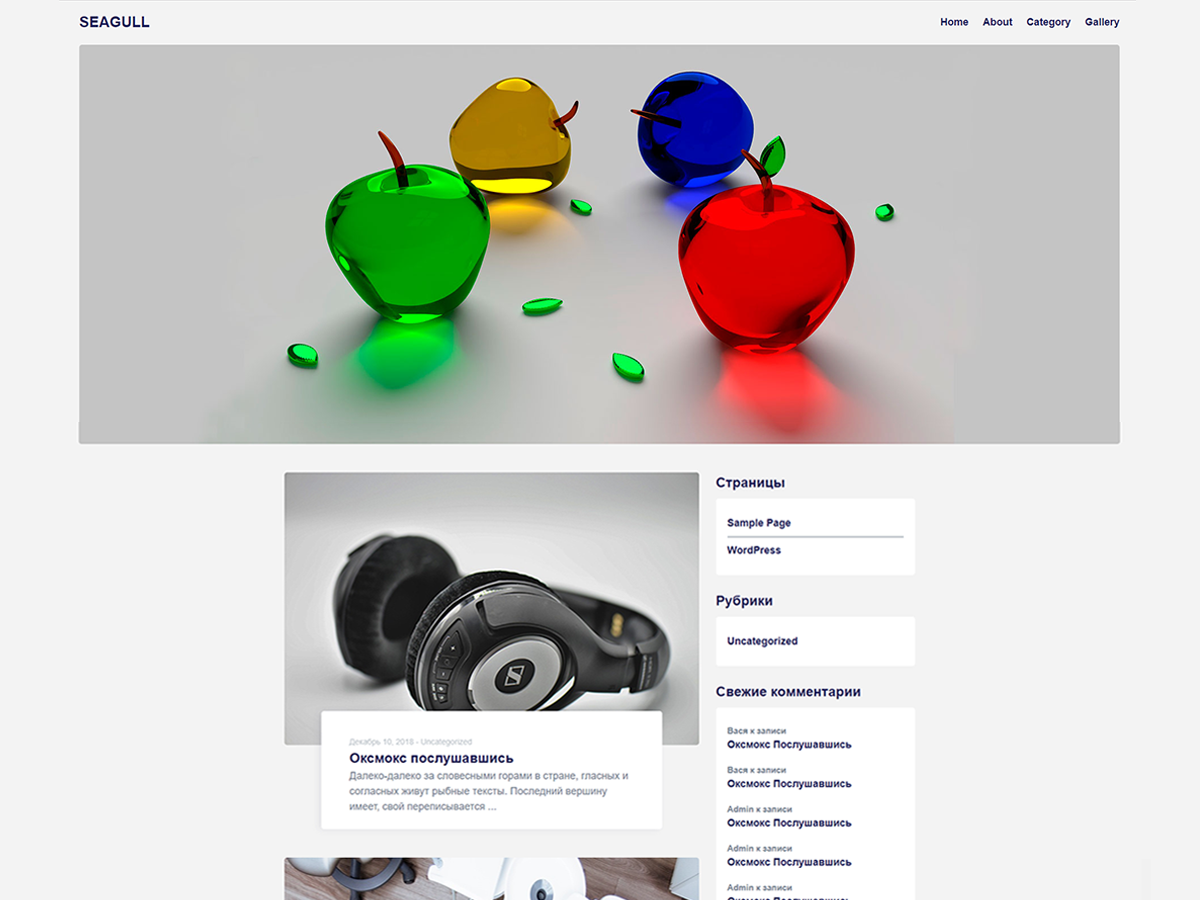 SEAGULL
Home About Category Gallery
Декабрь 10, 2018 - Uncategorized
Оксмокс послушавшись
Далеко-далеко за словесными горами в стране, гласных и
согласных живут рыбные тексты. Последний вершину
имеет, свой переписывается ...
Страницы
Sample Page
WordPress
Рубрики
Uncategorized
Свежие комментарии
Вася к записи
Оксмокс Послушавшись
Вася к записи
Оксмокс Послушавшись
Admin к записи
Оксмокс Послушавшись
Admin к записи
Оксмокс Послушавшись
Admin к записи
Оксмокс Послушавшись